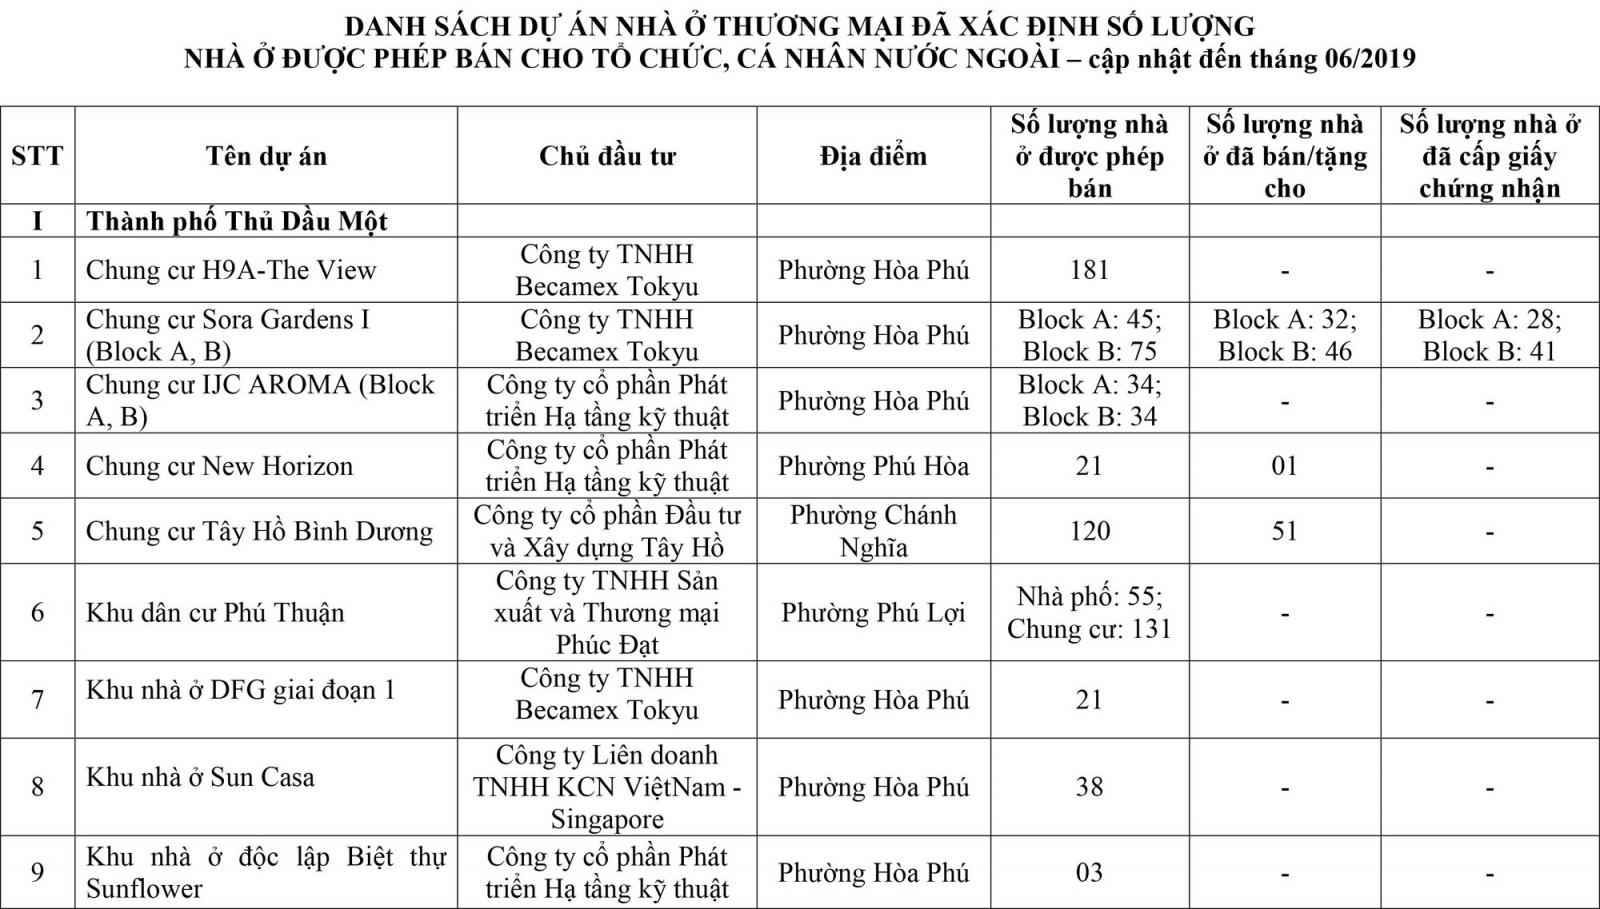 DANH SÁCH DỰ ÁN NHÀ Ở THƯƠNG MẠI ĐÃ XÁC ĐỊNH SỐ LƯỢNG
NHÀ Ở ĐƯỢC PHÉP BÁN CHO TỔ CHỨC, CÁ NHÂN NƯỚC NGOÀI – cập nhật đến tháng 06/2019
STT
Tên dự án
Chủ đầu tư
Địa điểm
Số lượng nhà
ở được phép
bán
Số lượng nhà
ở đã bán/tặng
cho
Số lượng nhà ở
đã cấp giấy
chứng nhận
I
Thành phố Thủ Dầu Một
1
Chung cư H9A-The View
Công ty TNHH
Becamex Tokyu
Phường Hòa Phú
181
-
-
2
Chung cư Sora Gardens I
(Block A, B)
Công ty TNHH
Becamex Tokyu
Phường Hòa Phú
Block A: 45;
Block B: 75
Block A: 32;
Block B: 46
Block A: 28;
Block B: 41
3
Chung cư IJC AROMA (Block
A, B)
Công ty cổ phần Phát
triển Hạ tầng kỹ thuật
Phường Hòa Phú
Block A: 34;
Block B: 34
-
-
4
Chung cư New Horizon
Công ty cổ phần Phát
triển Hạ tầng kỹ thuật
Phường Phú Hòa
21
01
-
5
Chung cư Tây Hồ Bình Dương
Công ty cổ phần Đầu tư
và Xây dựng Tây Hồ
Phường Chánh
Nghĩa
120
51
-
6
Khu dân cư Phú Thuận
Công ty TNHH Sản
xuất và Thương mại
Phúc Đạt
Phường Phú Lợi
Nhà phố: 55;
Chung cư: 131
-
-
7
Khu nhà ở DFG giai đoạn 1
Công ty TNHH
Becamex Tokyu
Phường Hòa Phú
21
-
-
8
Khu nhà ở Sun Casa
Công ty Liên doanh
TNHH KCN ViệtNam -
Singapore
Phường Hòa Phú
38
-
-
9
Khu nhà ở độc lập Biệt thự
Sunflower
Công ty cổ phần Phát
triển Hạ tầng kỹ thuật
Phường Hòa Phú
03
-
-